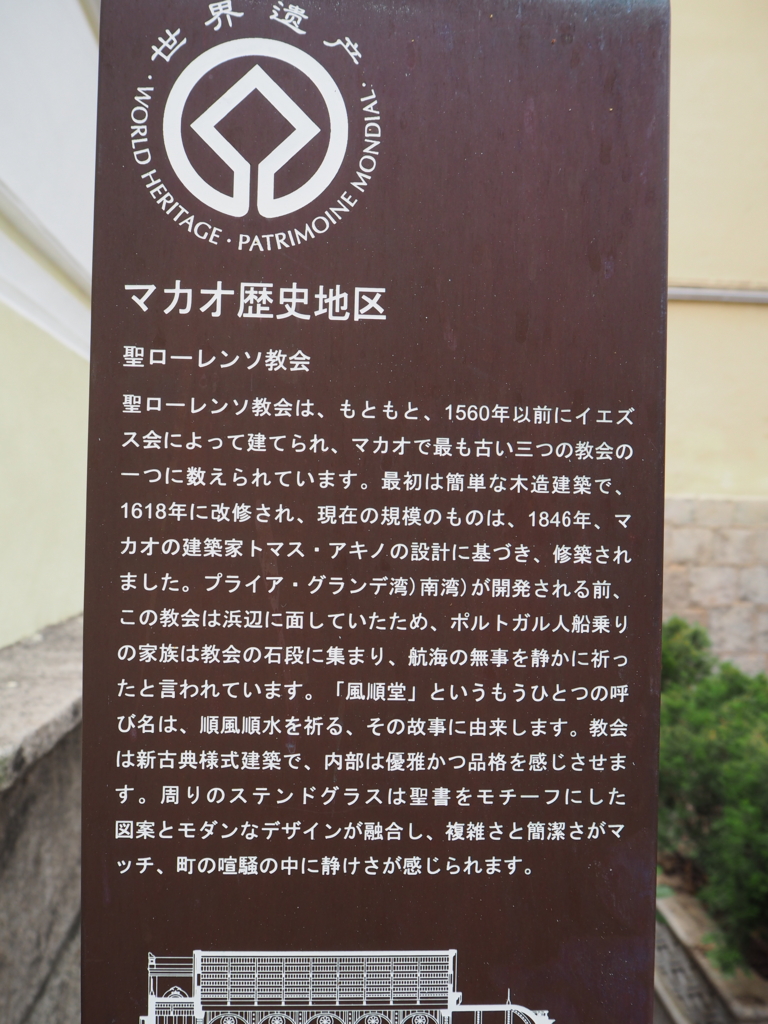 世界遗产
· WORLD HERITAGE · PATRIMOINE MONDIAL ·
マカオ歴史地区
聖ローレンソ教会
聖ローレンソ教会は、もともと、1560年以前にイエズ
ス会によって建てられ、マカオで最も古い三つの教会の
一つに数えられています。最初は簡単な木造建築で、
1618年に改修され、現在の規模のものは、1846年、マ
カオの建築家トマス・アキノの設計に基づき、修築され
ました。プライア・グランデ湾)南湾)が開発される前、
この教会は浜辺に面していたため、ポルトガル人船乗り
の家族は教会の石段に集まり、航海の無事を静かに祈っ
たと言われています。「風順堂」というもうひとつの呼
び名は、順風順水を祈る、その故事に由来します。教会
は新古典様式建築で、内部は優雅かつ品格を感じさせま
す。周りのステンドグラスは聖書をモチーフにした
図案とモダンなデザインが融合し、複雑さと簡潔さがマ
ッチ、町の喧騒の中に静けさが感じられます。